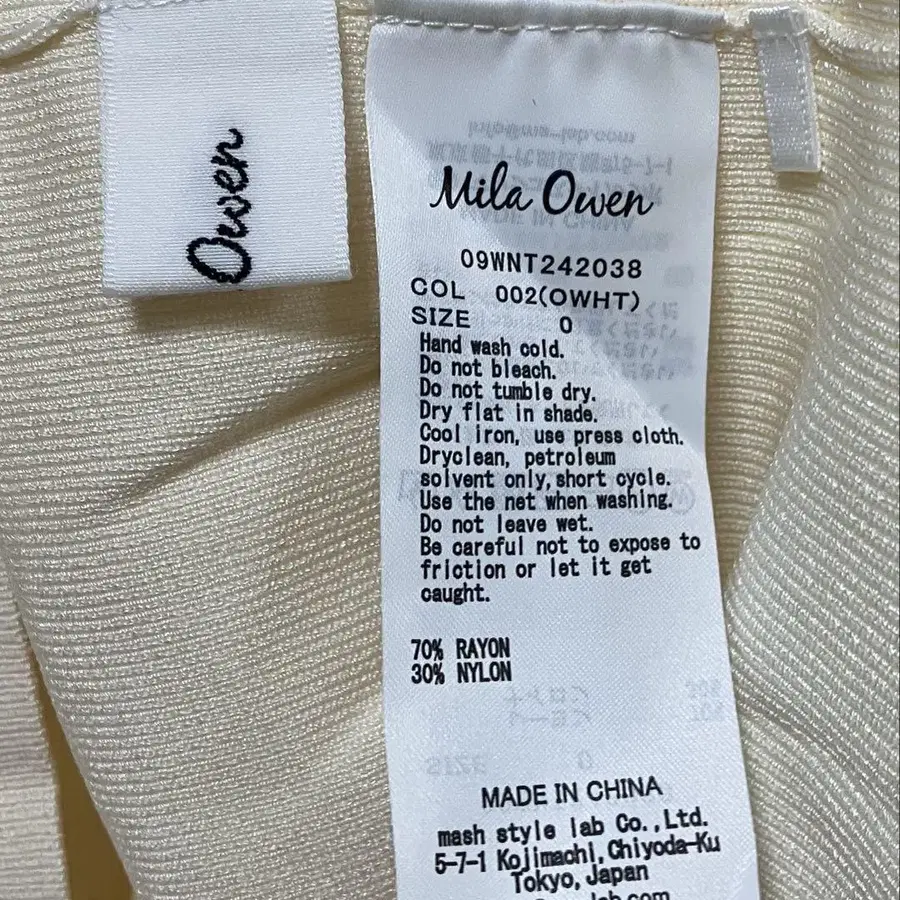 Owen
Mila Owen
09WNT242038
COL 002(OWHT)
SIZE 0
Hand wash cold.
Do not bleach.
Do not tumble dry.
Dry flat in shade.
Cool iron, use press cloth.
Dryclean, petroleum
solvent only,short cycle.
Use the net when washing.
Do not leave wet.
Be careful not to expose to
friction or let it get
caught.
70% RAYON
30% NYLON
MADE IN CHINA
mash style lab Co.,Ltd.
5-7-1 Kojimachi,Chiyoda-Ku
Tokyo,Japan